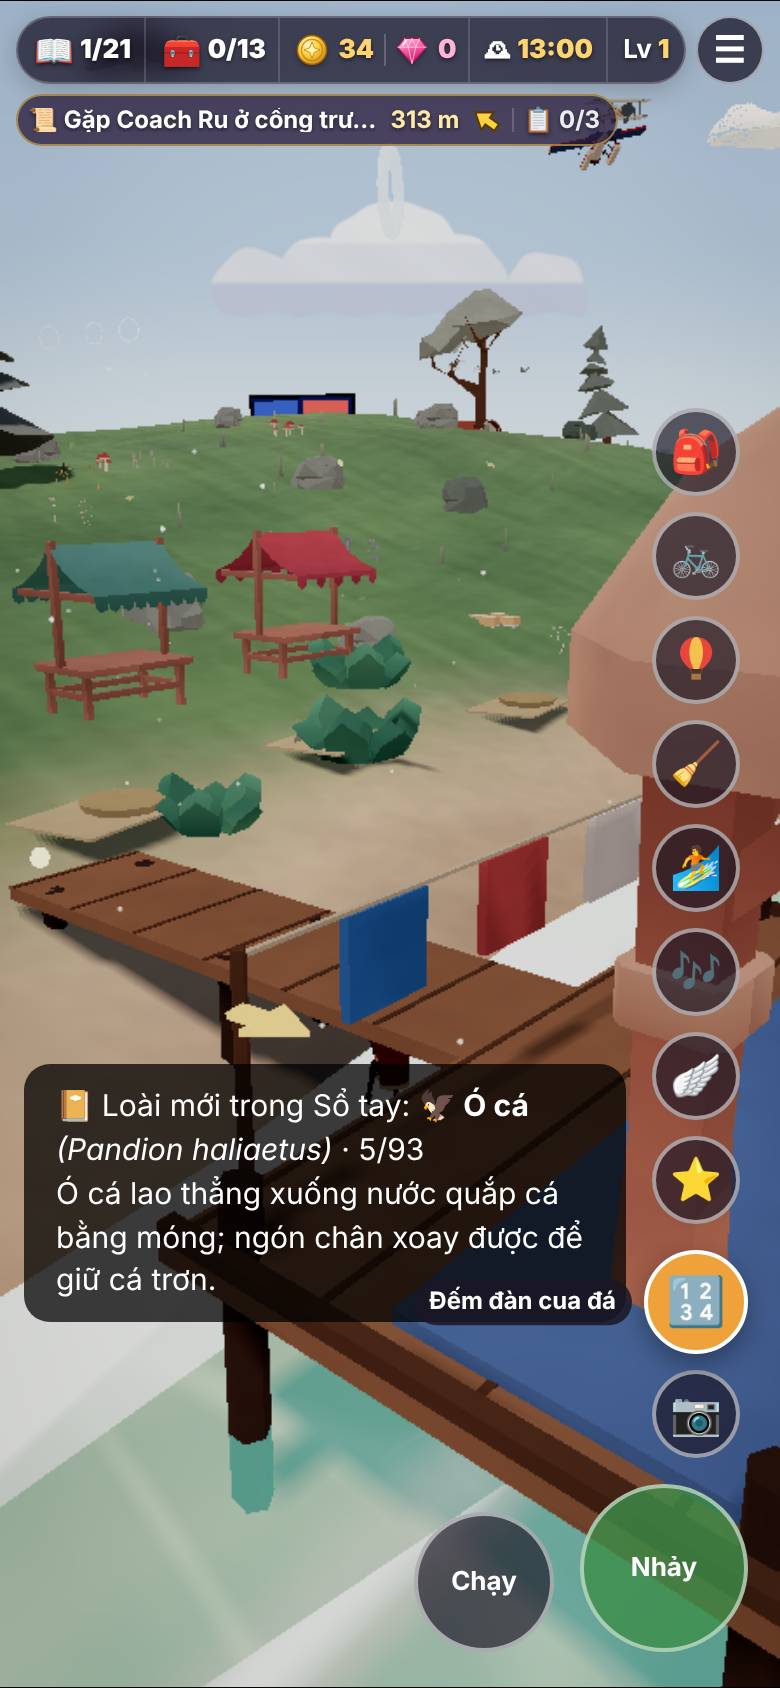 1/21 0/13 34 0 13:00 Lv 1
Gặp Coach Ru ở cổng trư... 313 m 0/3
Loài mới trong Sổ tay: Ó cá
(Pandion haliaetus) · 5/93
Ó cá lao thẳng xuống nước quắp cá
bằng móng; ngón chân xoay được để
giữ cá trơn.
Đếm đàn cua đá
1 2
3 4
Chạy
Nhảy